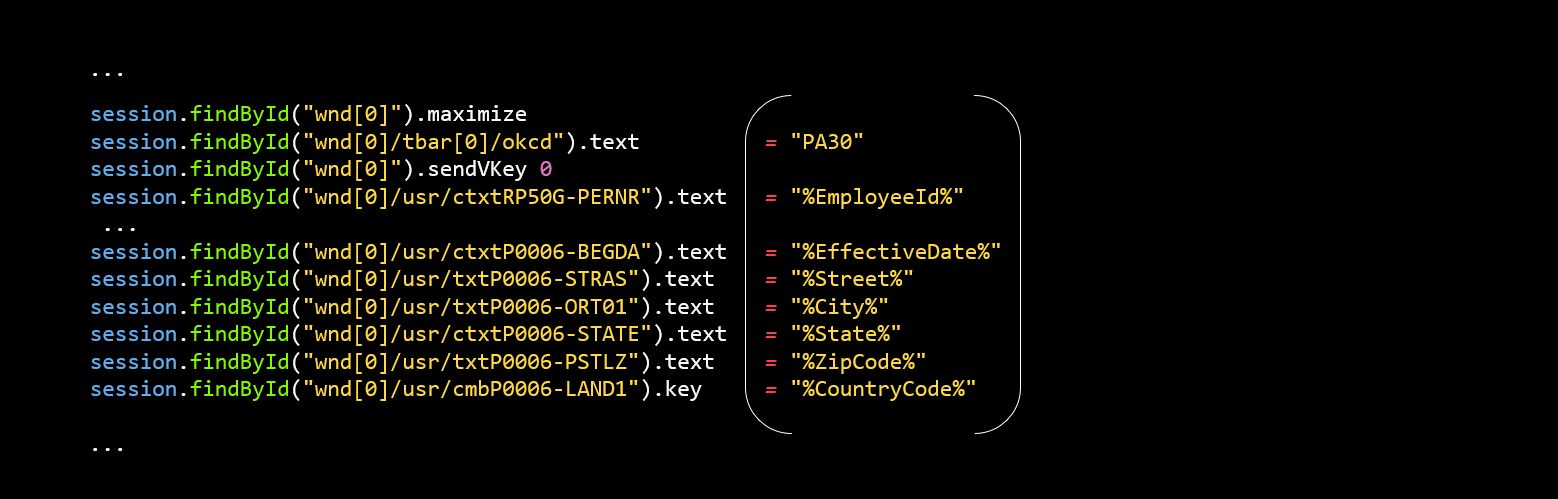 ...
session.findById("wnd[0]").maximize
session.findById("wnd[0]/tbar[0]/okcd").text = "PA30"
session.findById("wnd[0]").sendVKey 0
session.findById("wnd[0]/usr/ctxtRP50G-PERNR").text = "%EmployeeId%"
...
session.findById("wnd[0]/usr/ctxtP0006-BEGDA").text = "%EffectiveDate%"
session.findById("wnd[0]/usr/txtP0006-STRAS").text = "%Street%"
session.findById("wnd[0]/usr/txtP0006-ORT01").text = "%City%"
session.findById("wnd[0]/usr/ctxtP0006-STATE").text = "%State%"
session.findById("wnd[0]/usr/txtP0006-PSTLZ").text = "%ZipCode%"
session.findById("wnd[0]/usr/cmbP0006-LAND1").key = "%CountryCode%"
...